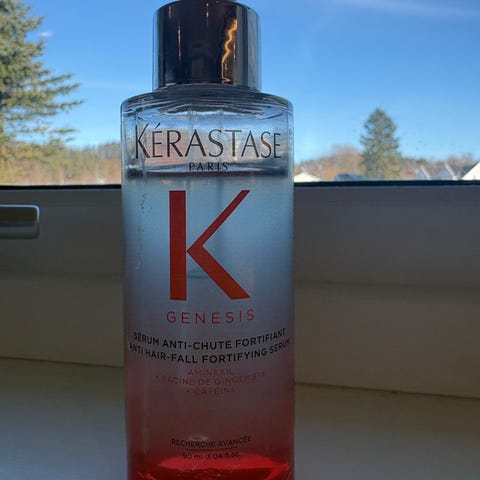 KÉRASTASE
PARIS
K
GENESIS
SÉRUM ANTI-CHUTE FORTIFIANT
ANTI HAIR-FALL FORTIFYING SERUM
AMINEXIL
+ RACINE DE GINGEMBRE
+ CAFÉINE
RECHERCHE AVANCÉE
90 ml 3.04 fl.oz.